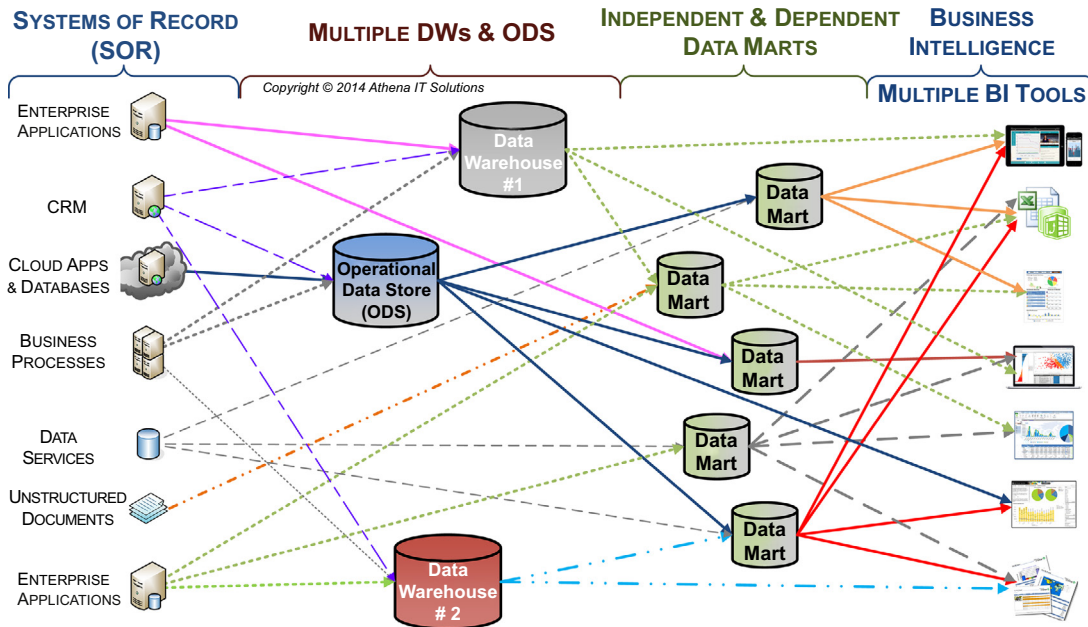 SYSTEMS OF RECORD
(SOR)
MULTIPLE DWS & ODS
INDEPENDENT & DEPENDENT
DATA MARTS
BUSINESS
INTELLIGENCE
MULTIPLE BI TOOLS
Copyright © 2014 Athena IT Solutions
ENTERPRISE
APPLICATIONS
CRM
CLOUD APPS
& DATABASES
BUSINESS
PROCESSES
DATA
SERVICES
UNSTRUCTURED
DOCUMENTS
ENTERPRISE
APPLICATIONS
Data
Warehouse
#1
Operational
Data Store
(ODS)
Data
Warehouse
# 2
Data
Mart
Data
Mart
Data
Mart
Data
Mart
Data
Mart